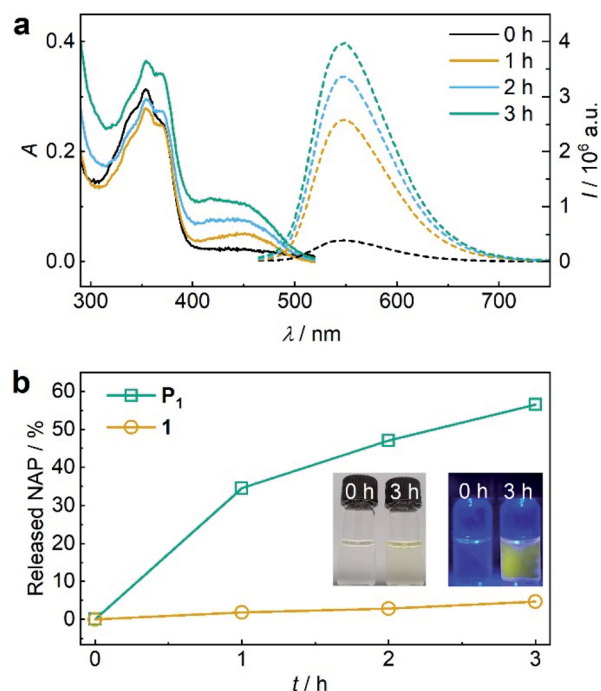 a
0.4
0.2
0.0
A
0 h
1 h
2 h
3 h
4
3
2
1
0
I / 10⁶ a.u.
300
400
500
600
700
λ / nm
b
60
50
40
30
20
10
0
Released NAP / %
P₁
1
0 h 3 h
0 h 3 h
0
1
2
3
t / h